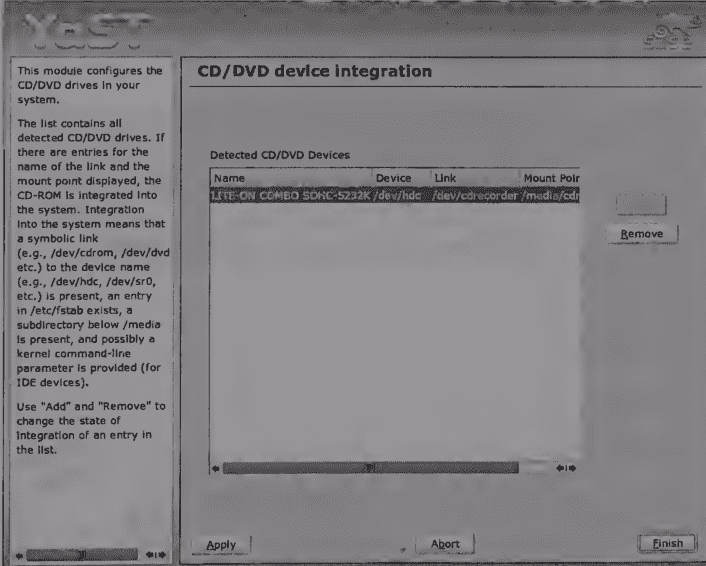 YaST
This module configures the
CD/DVD drives in your
system.
The list contains all
detected CD/DVD drives. If
there are entries for the
name of the link and the
mount point displayed, the
CD-ROM is integrated into
the system. Integration
into the system means that
a symbolic link
(e.g., /dev/cdrom, /dev/dvd
etc.) to the device name
(e.g., /dev/hdc, /dev/sr0,
etc.) is present, an entry
in /etc/fstab exists, a
subdirectory below /media
is present, and possibly a
kernel command-line
parameter is provided (for
IDE devices).
Use "Add" and "Remove" to
change the state of
integration of an entry in
the list.
CD/DVD device integration
Detected CD/DVD Devices
Name Device Link Mount Poir
LITE-ON COMBO SOHC-5232K /dev/hdc /dev/cdrecorder /media/cdr
Remove
Apply Abort Finish